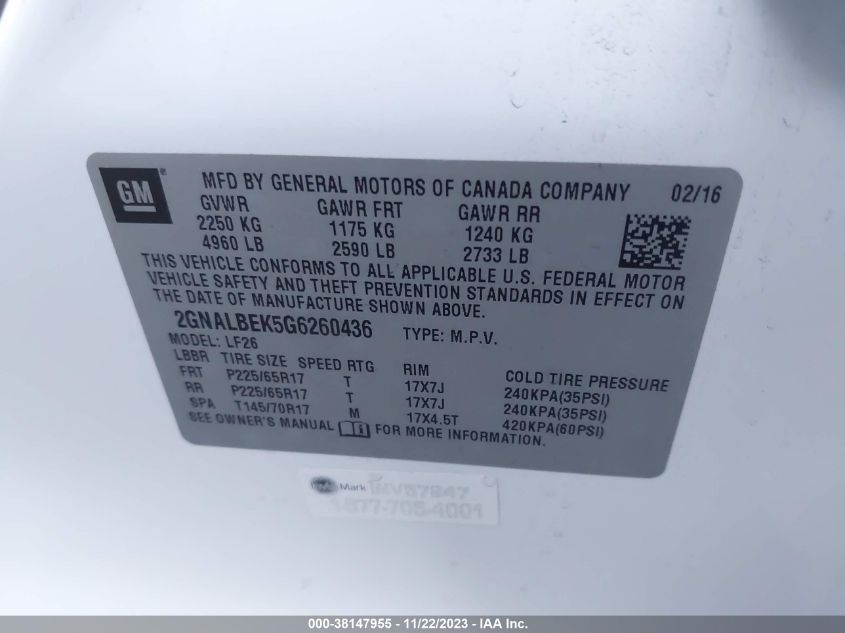 GM
MFD BY GENERAL MOTORS OF CANADA COMPANY 02/16
GVWR GAWR FRT GAWR RR
2250 KG 1175 KG 1240 KG
4960 LB 2590 LB 2733 LB
THIS VEHICLE CONFORMS TO ALL APPLICABLE U.S. FEDERAL MOTOR
VEHICLE SAFETY AND THEFT PREVENTION STANDARDS IN EFFECT ON
THE DATE OF MANUFACTURE SHOWN ABOVE.
2GNALBEK5G6260436 TYPE: M.P.V.
MODEL: LF26
LBBR TIRE SIZE SPEED RTG RIM COLD TIRE PRESSURE
FRT P225/65R17 T 17X7J 240KPA(35PSI)
RR P225/65R17 T 17X7J 240KPA(35PSI)
SPA T145/70R17 M 17X4.5T 420KPA(60PSI)
SEE OWNER'S MANUAL FOR MORE INFORMATION.
Mark
1-877-705-4001
000-38147955 - 11/22/2023 - IAA Inc.